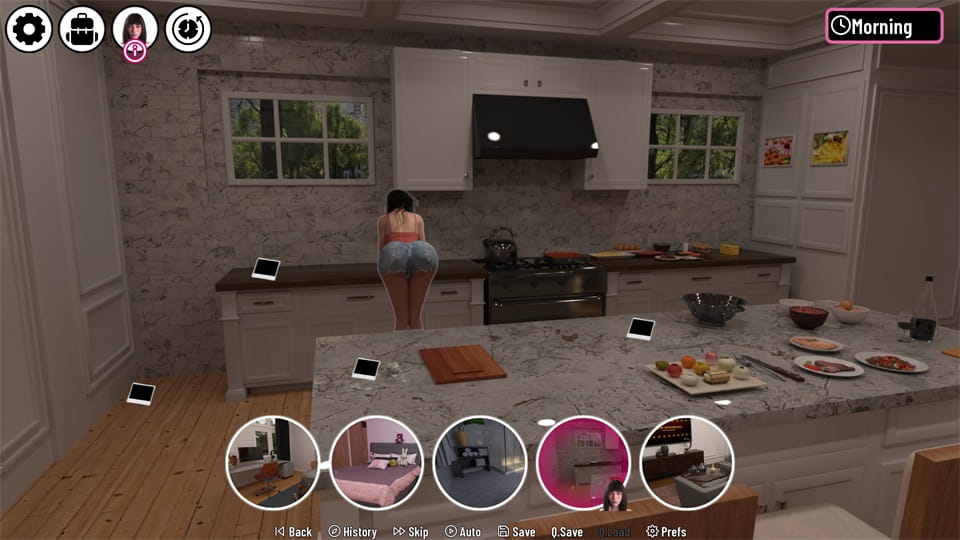 Morning
Back
History
Skip
Auto
Save
Q.Save
Q.Load
Prefs